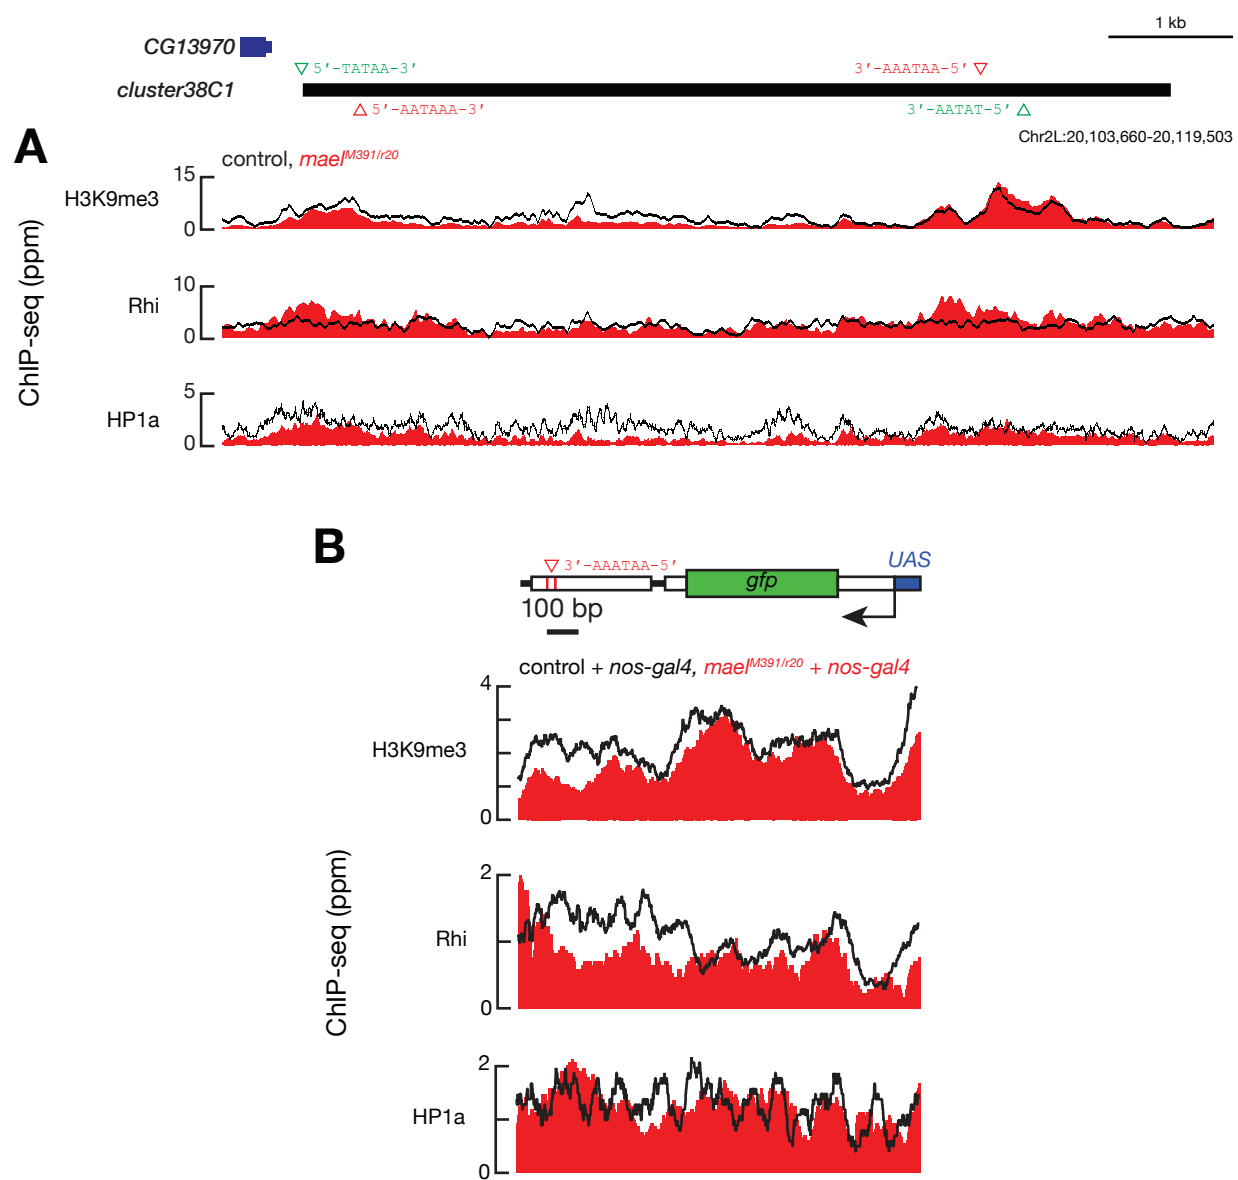 1 kb
CG13970
5′-TATAA-3′
3′-AAATAA-5′
cluster38C1
5′-AATAAA-3′
3′-AATAT-5′
Chr2L:20,103,660-20,119,503
A
control, maelM391/r20
ChIP-seq (ppm)
H3K9me3
15
0
Rhi
10
0
HP1a
5
0
B
UAS
3′-AAATAA-5′
gfp
100 bp
control + nos-gal4, maelM391/r20 + nos-gal4
ChIP-seq (ppm)
H3K9me3
4
2
0
Rhi
2
1
0
HP1a
2
1
0